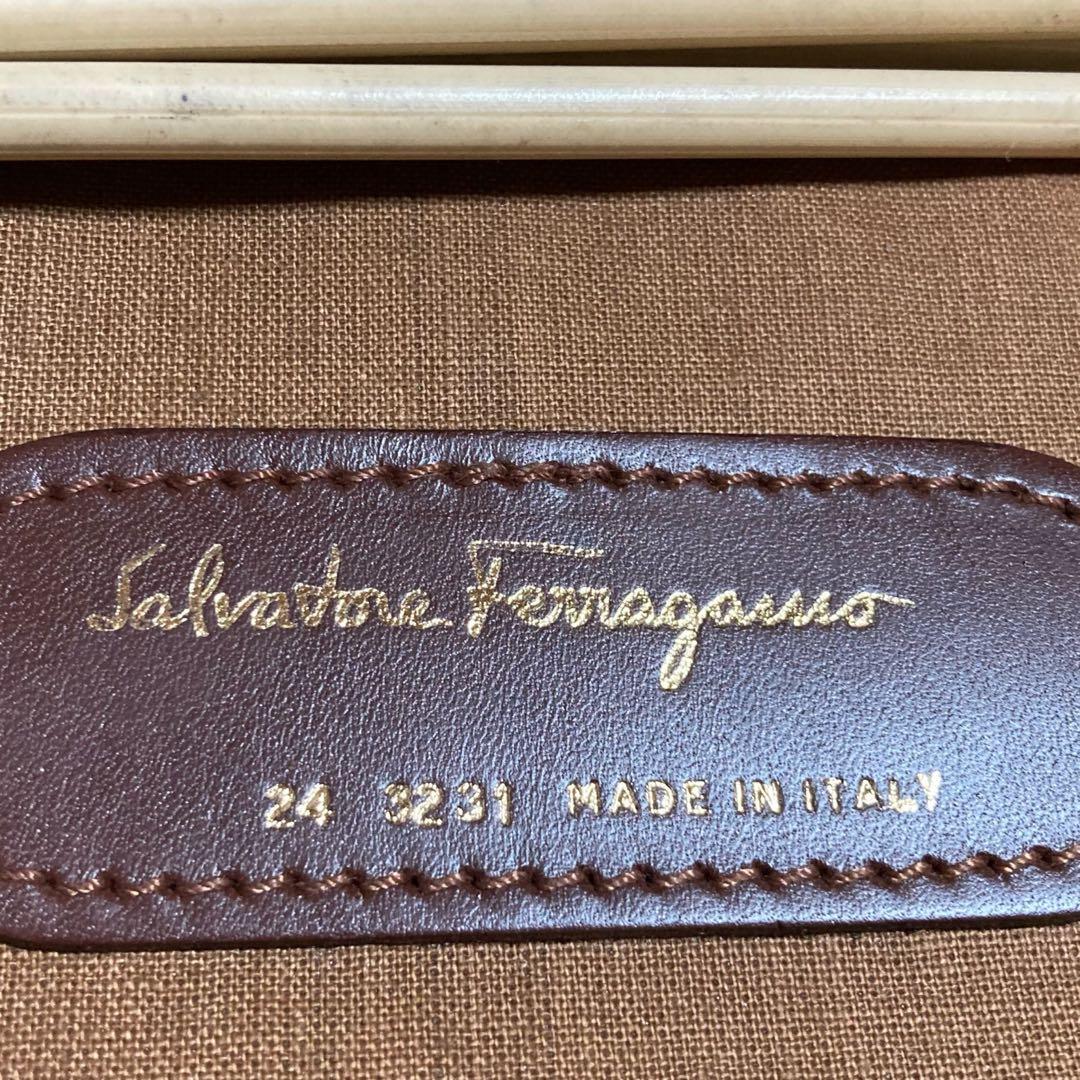 Salvatore Ferragamo
24 3231 MADE IN ITALY